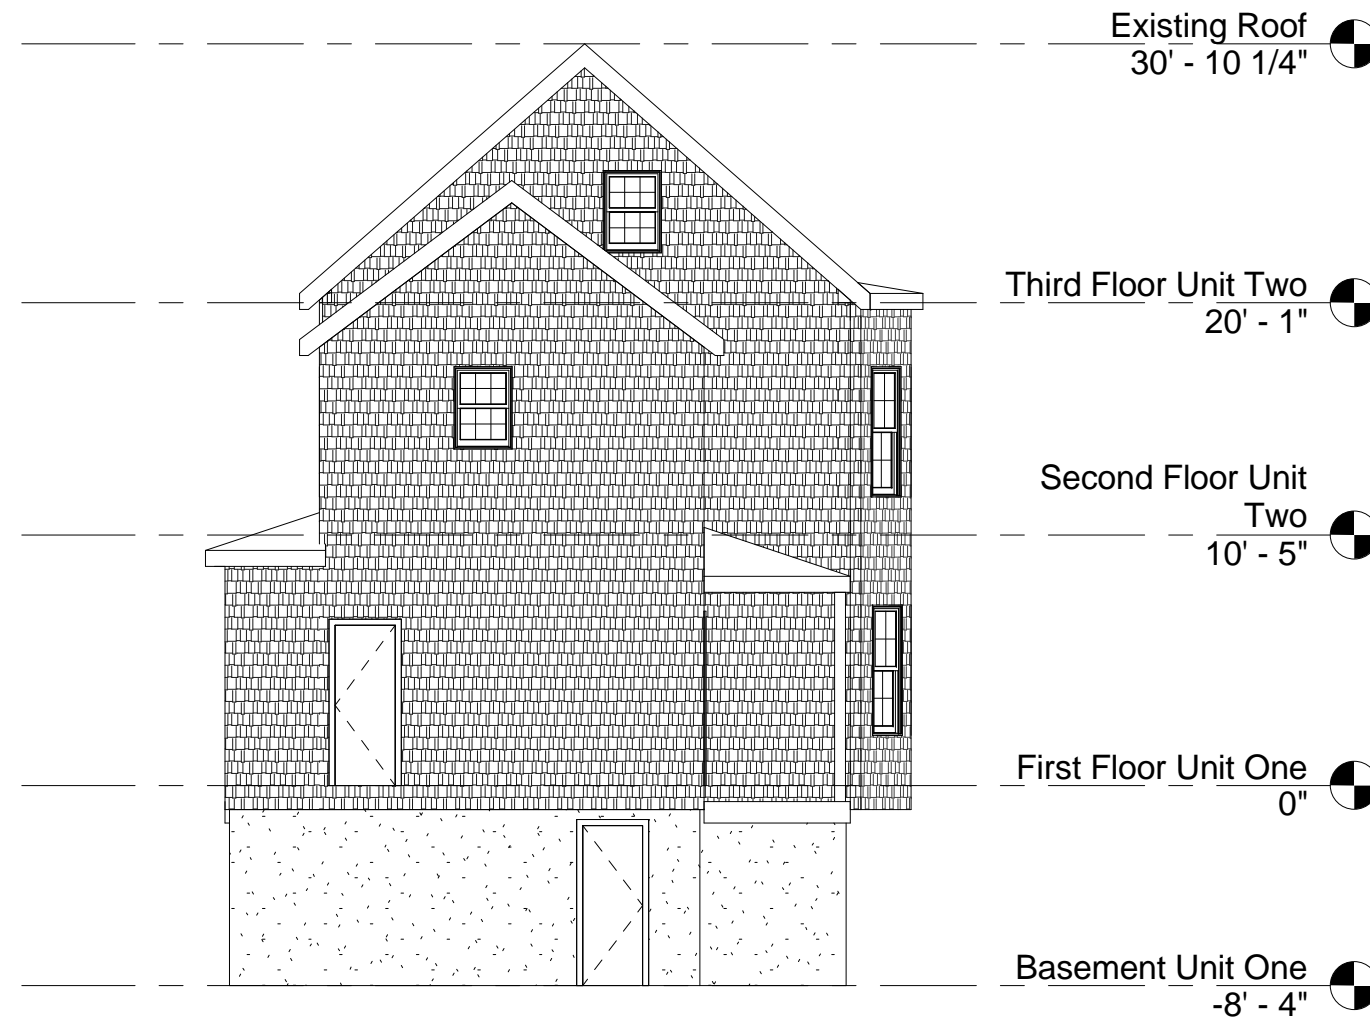 Existing Roof
30' - 10 1/4"
Third Floor Unit Two
20' - 1"
Second Floor Unit
Two
10' - 5"
First Floor Unit One
0"
Basement Unit One
-8' - 4"